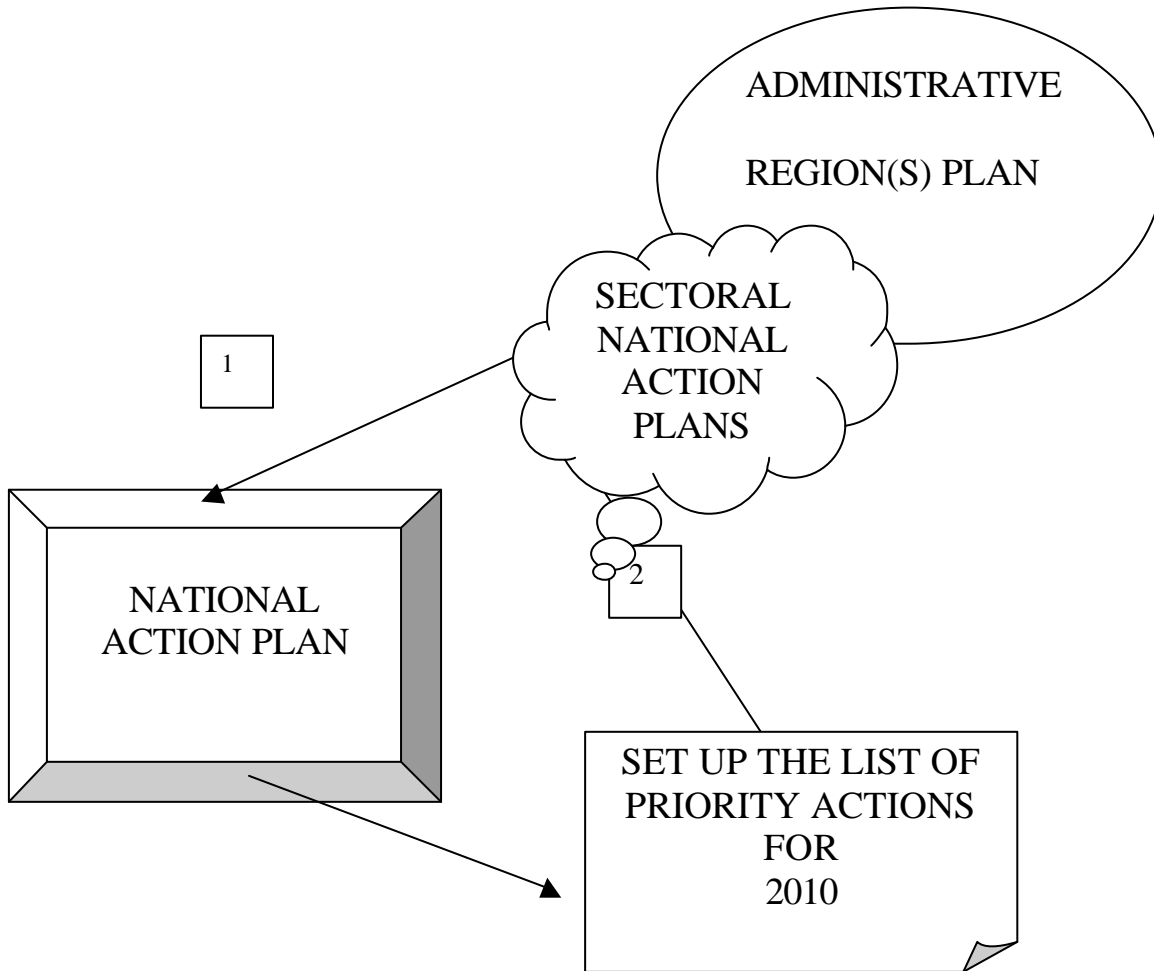 ADMINISTRATIVE
REGION(S) PLAN
SECTORAL
NATIONAL
ACTION
PLANS
1
NATIONAL
ACTION PLAN
2
SET UP THE LIST OF
PRIORITY ACTIONS
FOR
2010